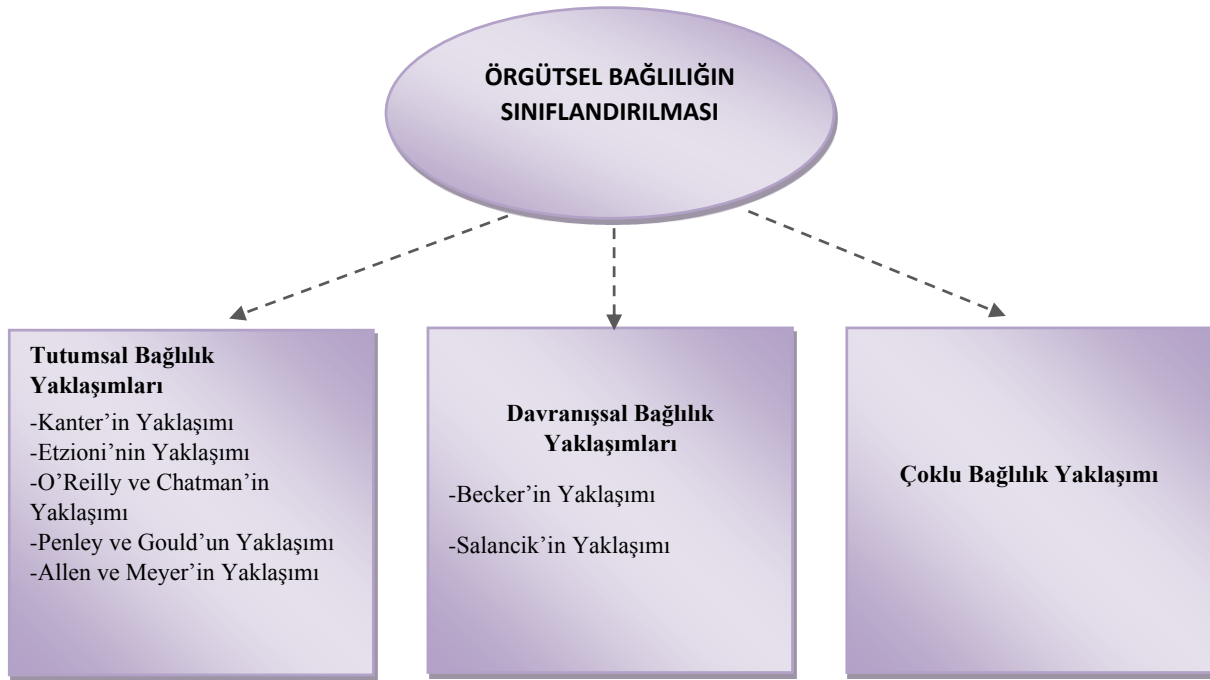 ÖRGÜTSEL BAĞLILIĞIN
SINIFLANDIRILMASI
Tutumsal Bağlılık
Yaklaşımları
-Kanter’in Yaklaşımı
-Etzioni’nin Yaklaşımı
-O’Reilly ve Chatman’in
Yaklaşımı
-Penley ve Gould’un Yaklaşımı
-Allen ve Meyer’in Yaklaşımı
Davranışsal Bağlılık
Yaklaşımları
-Becker’in Yaklaşımı
-Salancik’in Yaklaşımı
Çoklu Bağlılık Yaklaşımı